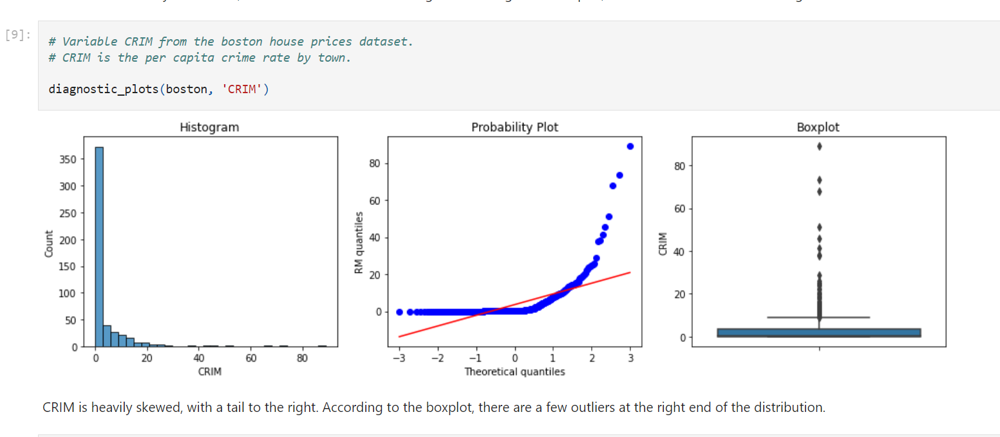 [9]:
# Variable CRIM from the boston house prices dataset.
# CRIM is the per capita crime rate by town.
diagnostic_plots(boston, 'CRIM')
Histogram
350
300
250
200
150
100
50
0
Count
0 20 40 60 80
CRIM
Probability Plot
80
60
40
20
0
RM quantiles
−3 −2 −1 0 1 2 3
Theoretical quantiles
Boxplot
80
60
40
20
0
CRIM
CRIM is heavily skewed, with a tail to the right. According to the boxplot, there are a few outliers at the right end of the distribution.